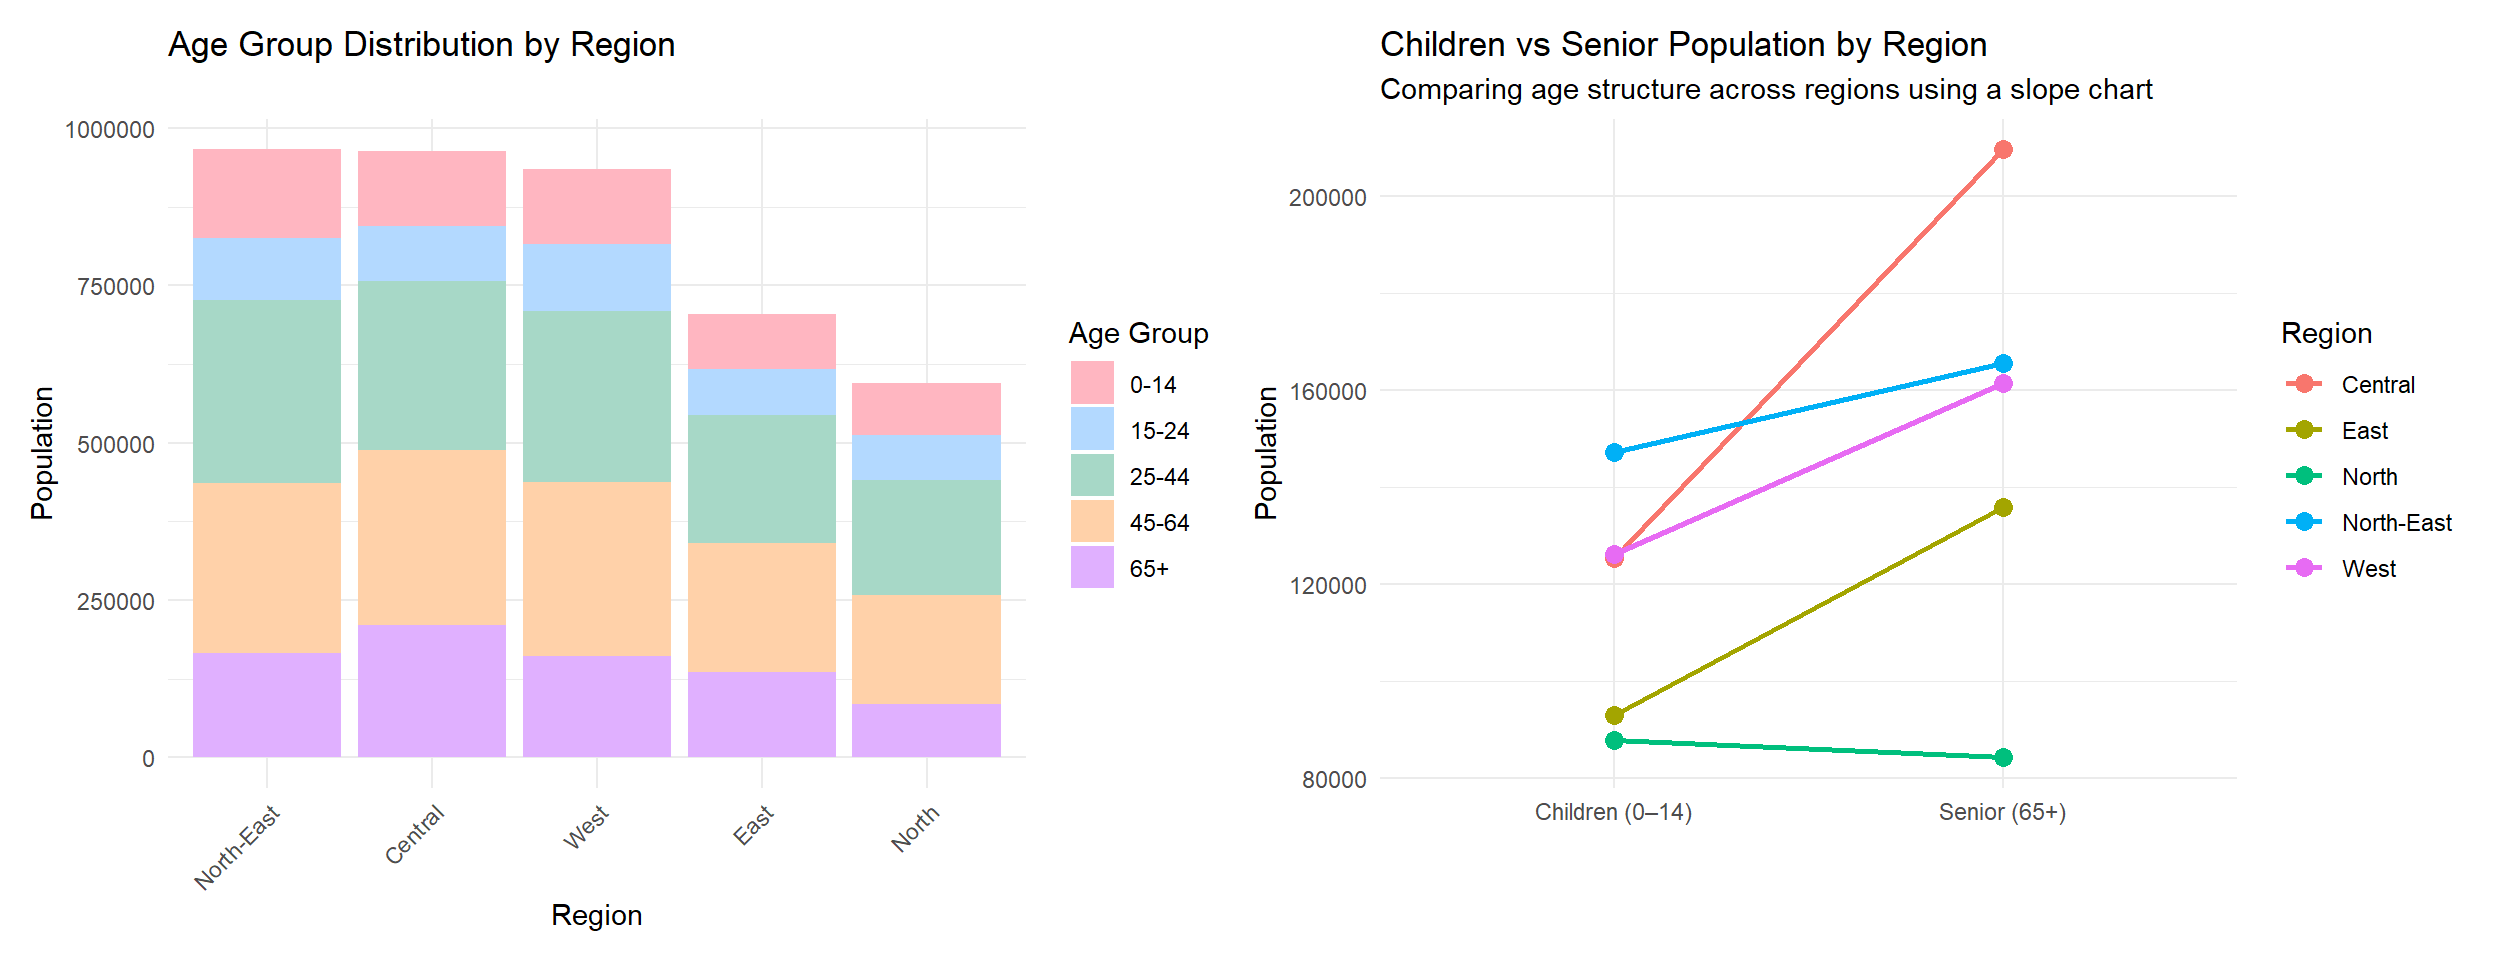 Age Group Distribution by Region
Population
1000000
750000
500000
250000
0
North-East
Central
West
East
North
Region
Age Group
0-14
15-24
25-44
45-64
65+
Children vs Senior Population by Region
Comparing age structure across regions using a slope chart
Population
200000
160000
120000
80000
Children (0–14)
Senior (65+)
Region
Central
East
North
North-East
West